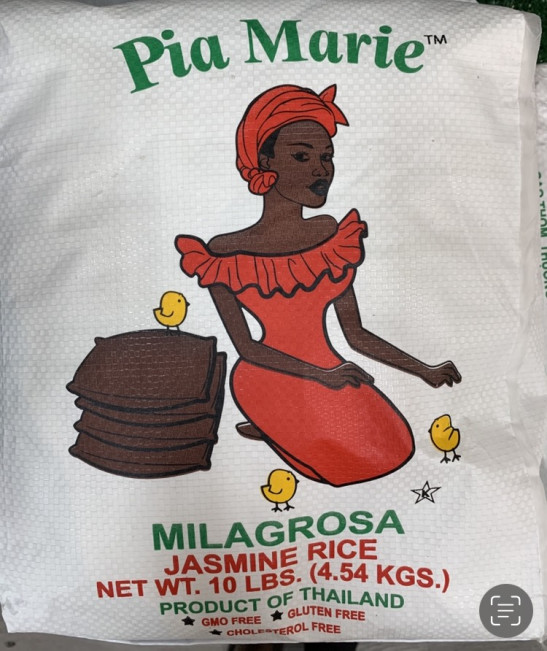 Pia Marie™
K
MILAGROSA
JASMINE RICE
NET WT. 10 LBS. (4.54 KGS.)
PRODUCT OF THAILAND
★ GMO FREE ★ GLUTEN FREE
★ CHOLESTEROL FREE